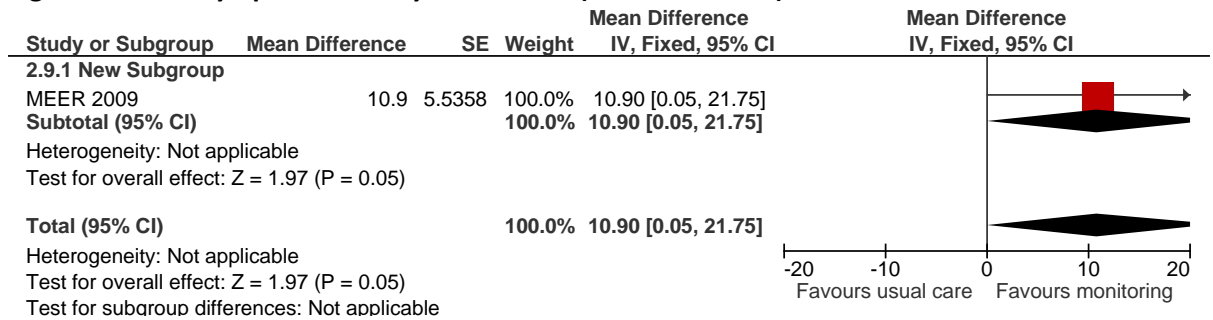 Mean Difference Mean Difference
Study or Subgroup Mean Difference SE Weight IV, Fixed, 95% CI IV, Fixed, 95% CI
2.9.1 New Subgroup
MEER 2009 10.9 5.5358 100.0% 10.90 [0.05, 21.75]
Subtotal (95% CI) 100.0% 10.90 [0.05, 21.75]
Heterogeneity: Not applicable
Test for overall effect: Z = 1.97 (P = 0.05)
Total (95% CI) 100.0% 10.90 [0.05, 21.75]
Heterogeneity: Not applicable
Test for overall effect: Z = 1.97 (P = 0.05)
Test for subgroup differences: Not applicable
-20 -10 0 10 20
Favours usual care Favours monitoring